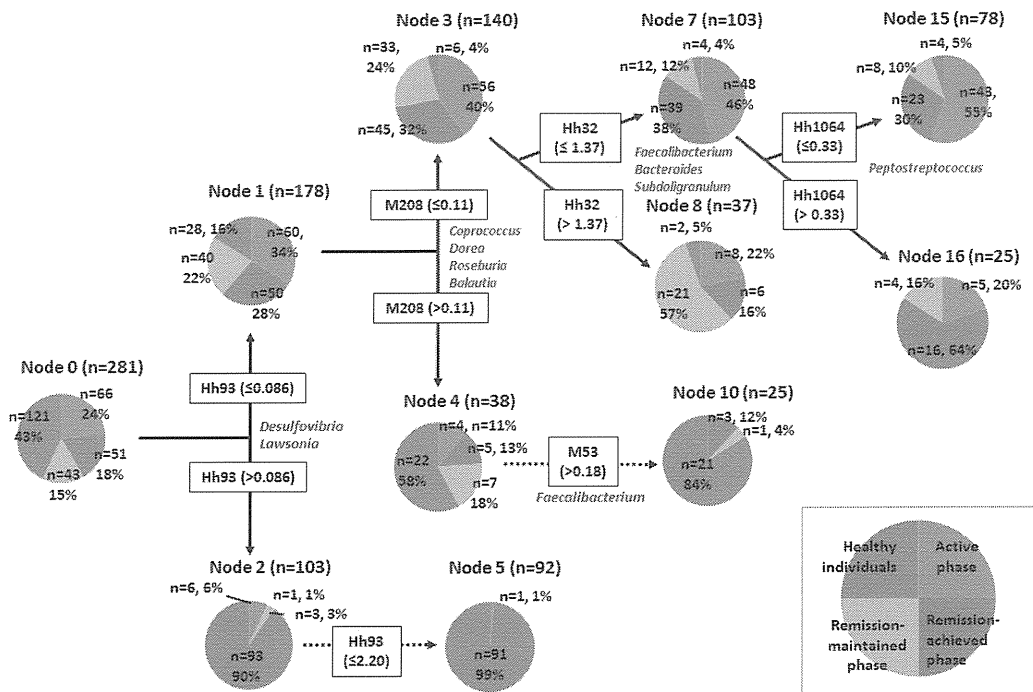 Node 3 (n=140)
n=33,
24%
n=6, 4%
n=56
40%
n=45, 32%
Node 7 (n=103)
n=4, 4%
n=12, 12%
n=48
46%
n=39
38%
Node 15 (n=78)
n=4, 5%
n=8, 10%
n=43,
55%
n=23
30%
Hh32
(≤ 1.37)
Faecalibacterium
Bacteroides
Subdoligranulum
Hh1064
(≤0.33)
Peptostreptococcus
Hh32
(> 1.37)
Hh1064
(> 0.33)
Node 1 (n=178)
n=28, 16%
n=60,
34%
n=40
22%
n=50
28%
M208 (≤0.11)
Coprococcus
Dorea
Roseburia
Balautia
M208 (>0.11)
Node 8 (n=37)
n=2, 5%
n=8, 22%
n=21
57%
n=6
16%
Node 16 (n=25)
n=4, 16%
n=5, 20%
n=16, 64%
Node 0 (n=281)
n=66
24%
n=121
43%
n=51
18%
n=43
15%
Hh93 (≤0.086)
Desulfovibria
Lawsonia
Hh93 (>0.086)
Node 4 (n=38)
n=4, n=11%
n=5, 13%
n=22
58%
n=7
18%
M53
(>0.18)
Faecalibacterium
Node 10 (n=25)
n=3, 12%
n=1, 4%
n=21
84%
Node 2 (n=103)
n=6, 6%
n=1, 1%
n=3, 3%
n=93
90%
Hh93
(≤2.20)
Node 5 (n=92)
n=1, 1%
n=91
99%
Healthy
individuals
Active
phase
Remission-
maintained
phase
Remission-
achieved phase